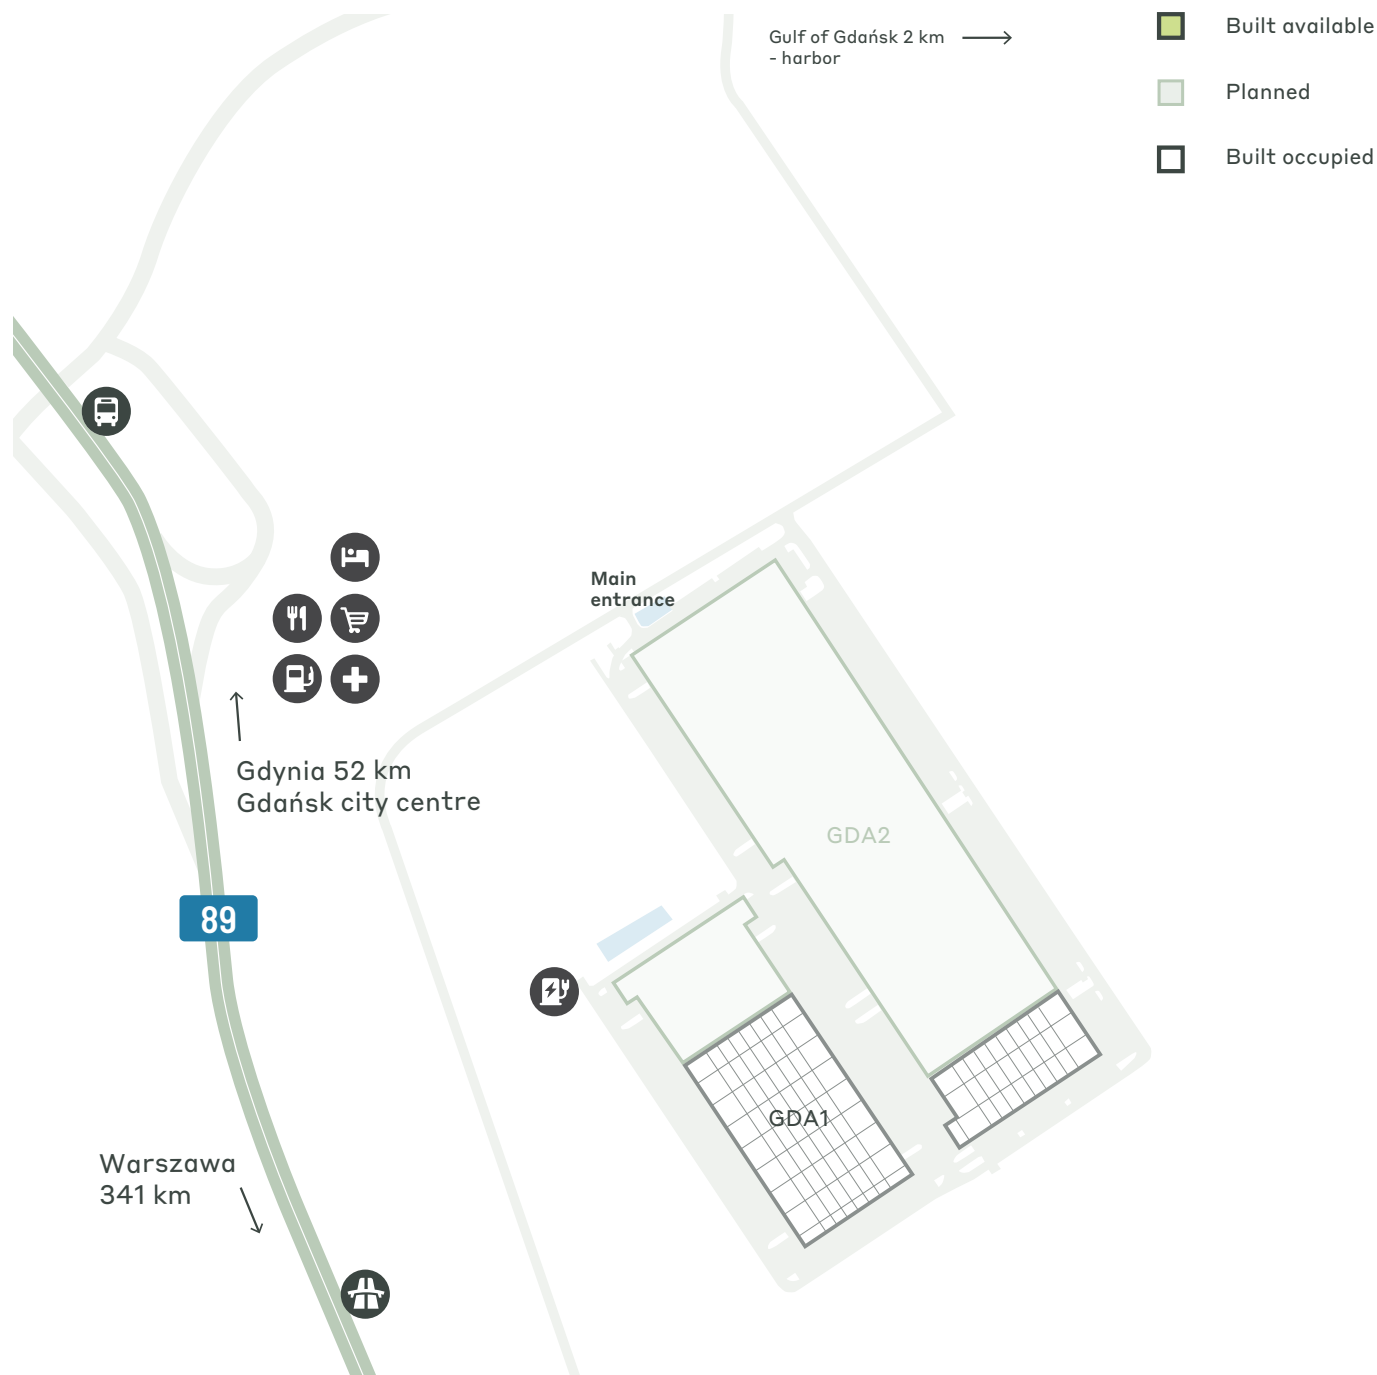 Gulf of Gdańsk 2 km
- harbor
Built available
Planned
Built occupied
Main
entrance
Gdynia 52 km
Gdańsk city centre
GDA2
89
GDA1
Warszawa
341 km